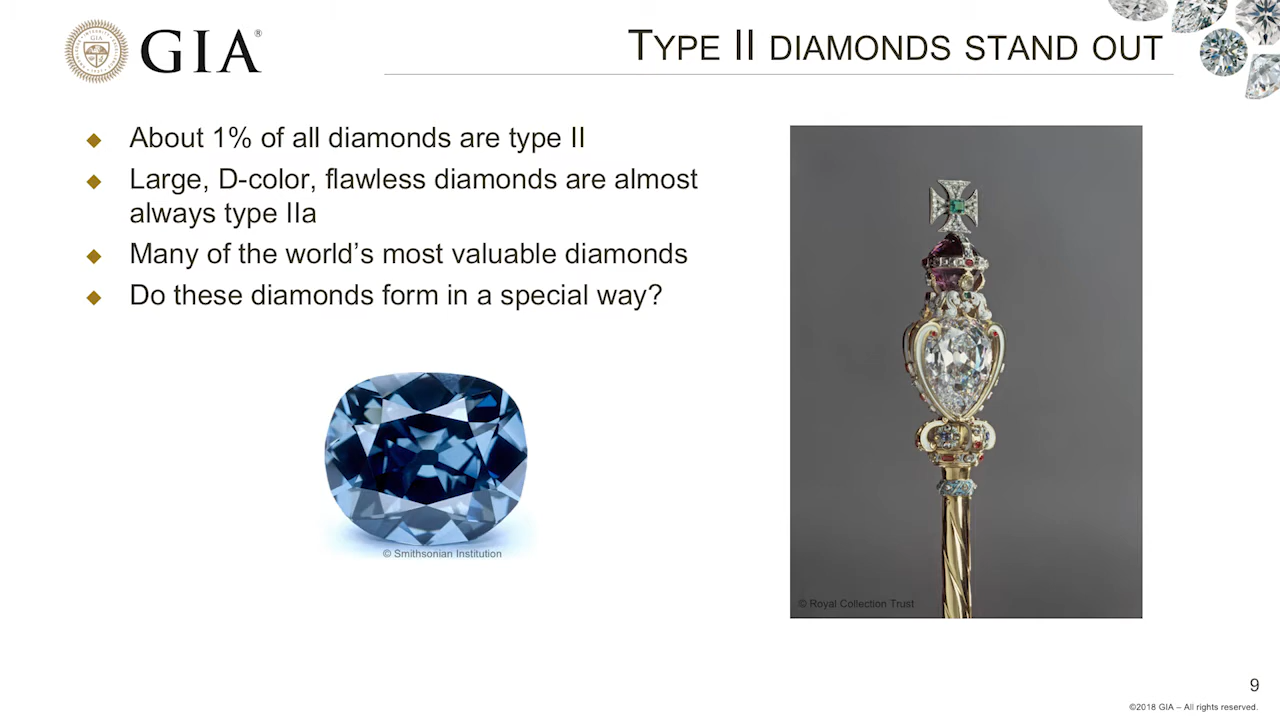 GIA®
TYPE II DIAMONDS STAND OUT
About 1% of all diamonds are type II
Large, D-color, flawless diamonds are almost
always type IIa
Many of the world’s most valuable diamonds
Do these diamonds form in a special way?
© Smithsonian Institution
© Royal Collection Trust
9
©2018 GIA – All rights reserved.